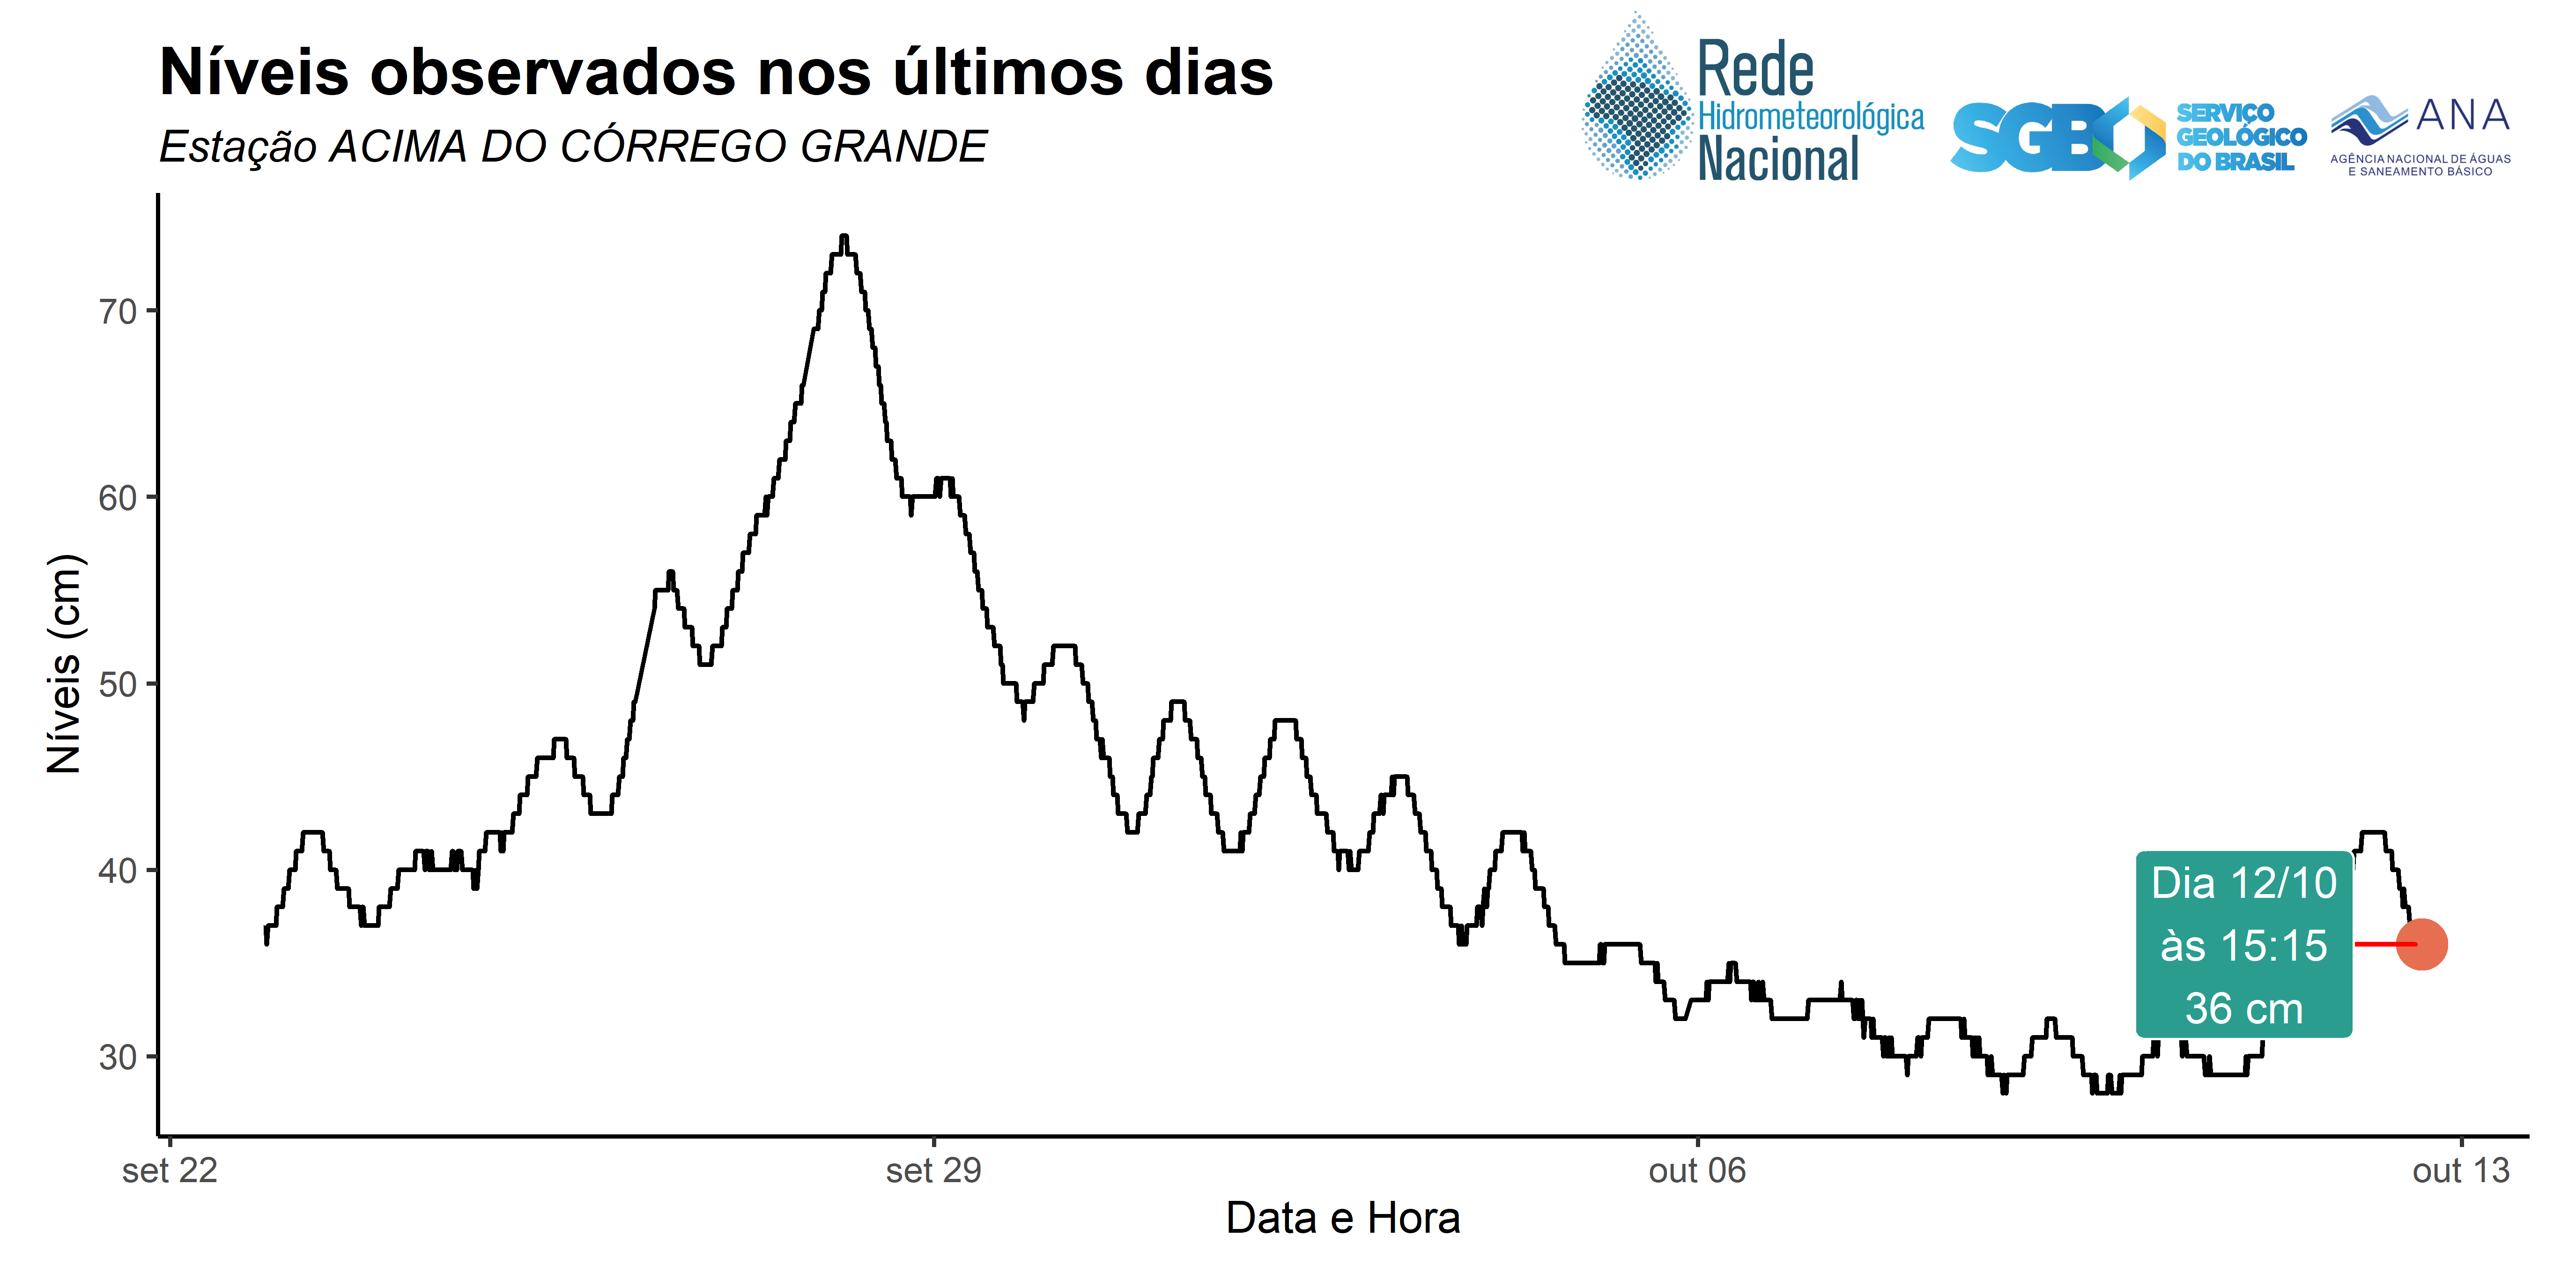 Níveis observados nos últimos dias
Estação ACIMA DO CÓRREGO GRANDE
Rede
Hidrometeorológica
Nacional
SGB
SERVIÇO
GEOLÓGICO
DO BRASIL
ANA
AGÊNCIA NACIONAL DE ÁGUAS
E SANEAMENTO BÁSICO
Níveis (cm)
70
60
50
40
30
Dia 12/10
às 15:15
36 cm
set 22
set 29
out 06
out 13
Data e Hora